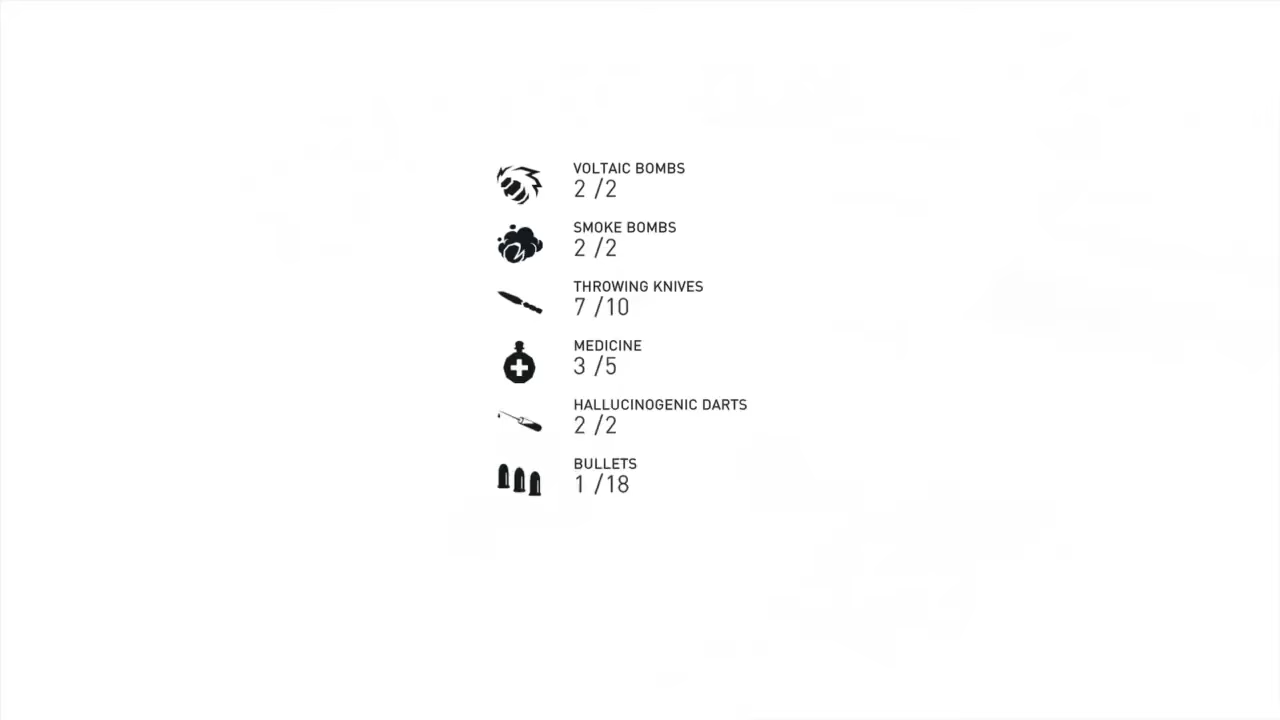 VOLTAIC BOMBS
2 /2
SMOKE BOMBS
2 /2
THROWING KNIVES
7 /10
MEDICINE
3 /5
HALLUCINOGENIC DARTS
2 /2
BULLETS
1 /18